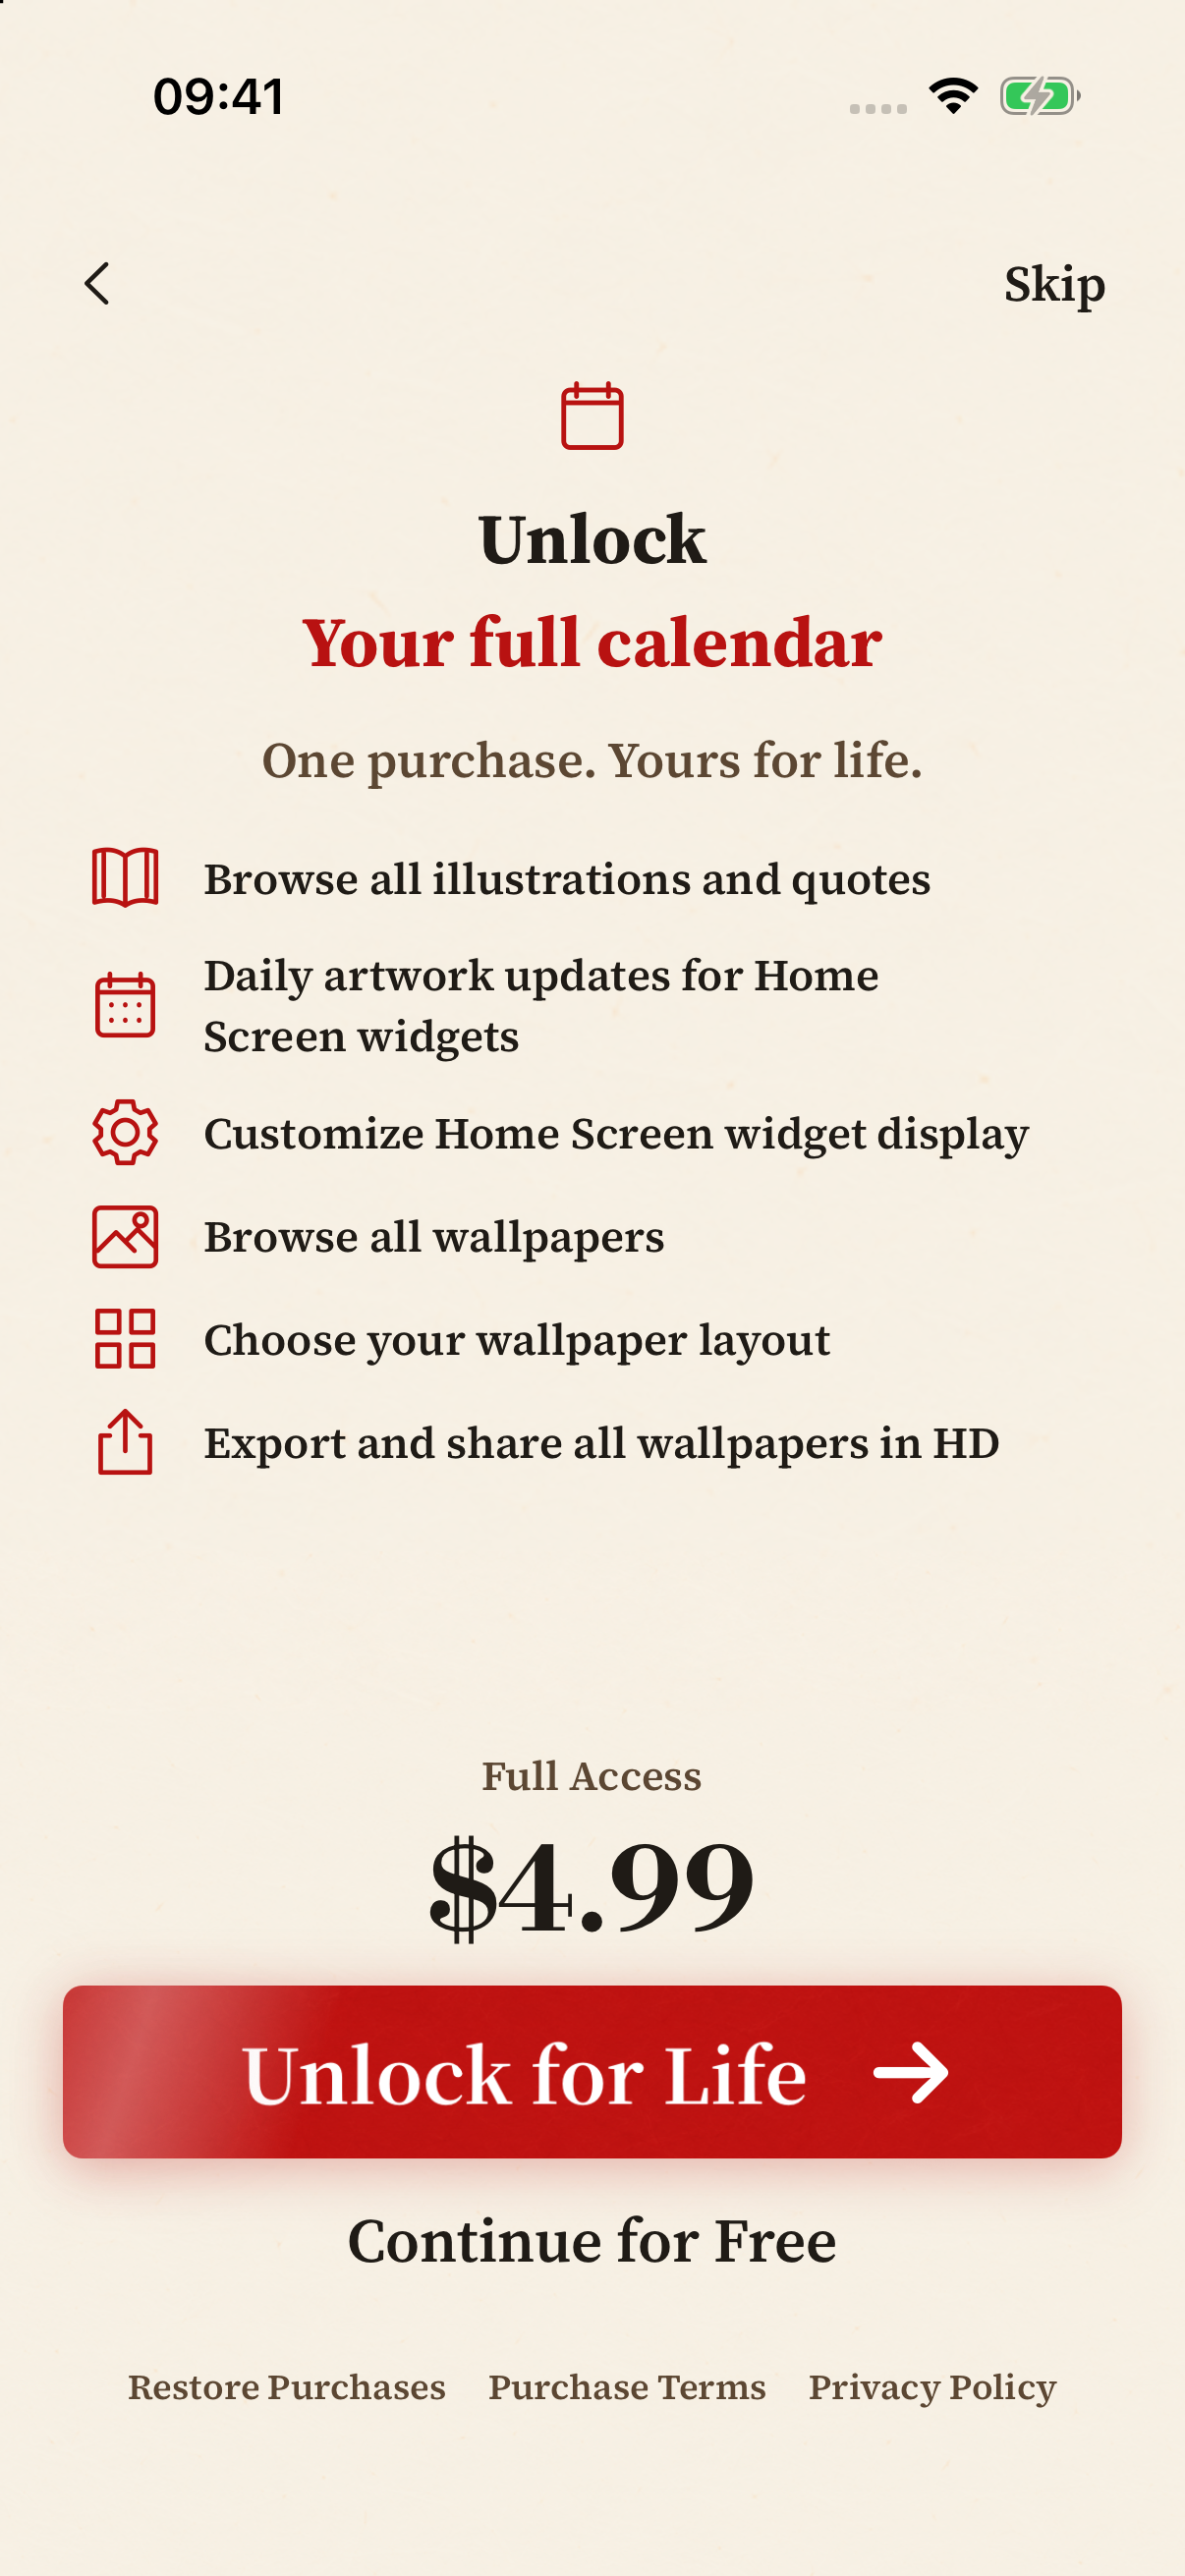 09:41
Skip
Unlock
Your full calendar
One purchase. Yours for life.
Browse all illustrations and quotes
Daily artwork updates for Home
Screen widgets
Customize Home Screen widget display
Browse all wallpapers
Choose your wallpaper layout
Export and share all wallpapers in HD
Full Access
$4.99
Unlock for Life
Continue for Free
Restore Purchases Purchase Terms Privacy Policy